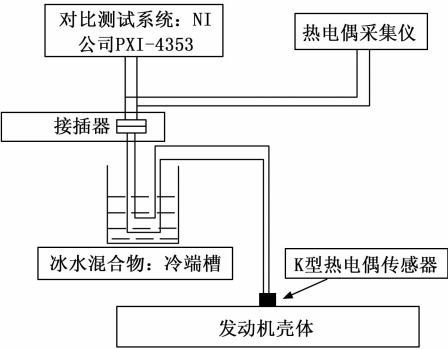 对比测试系统：NI
公司PXI-4353
热电偶采集仪
接插器
冰水混合物：冷端槽
K型热电偶传感器
发动机壳体